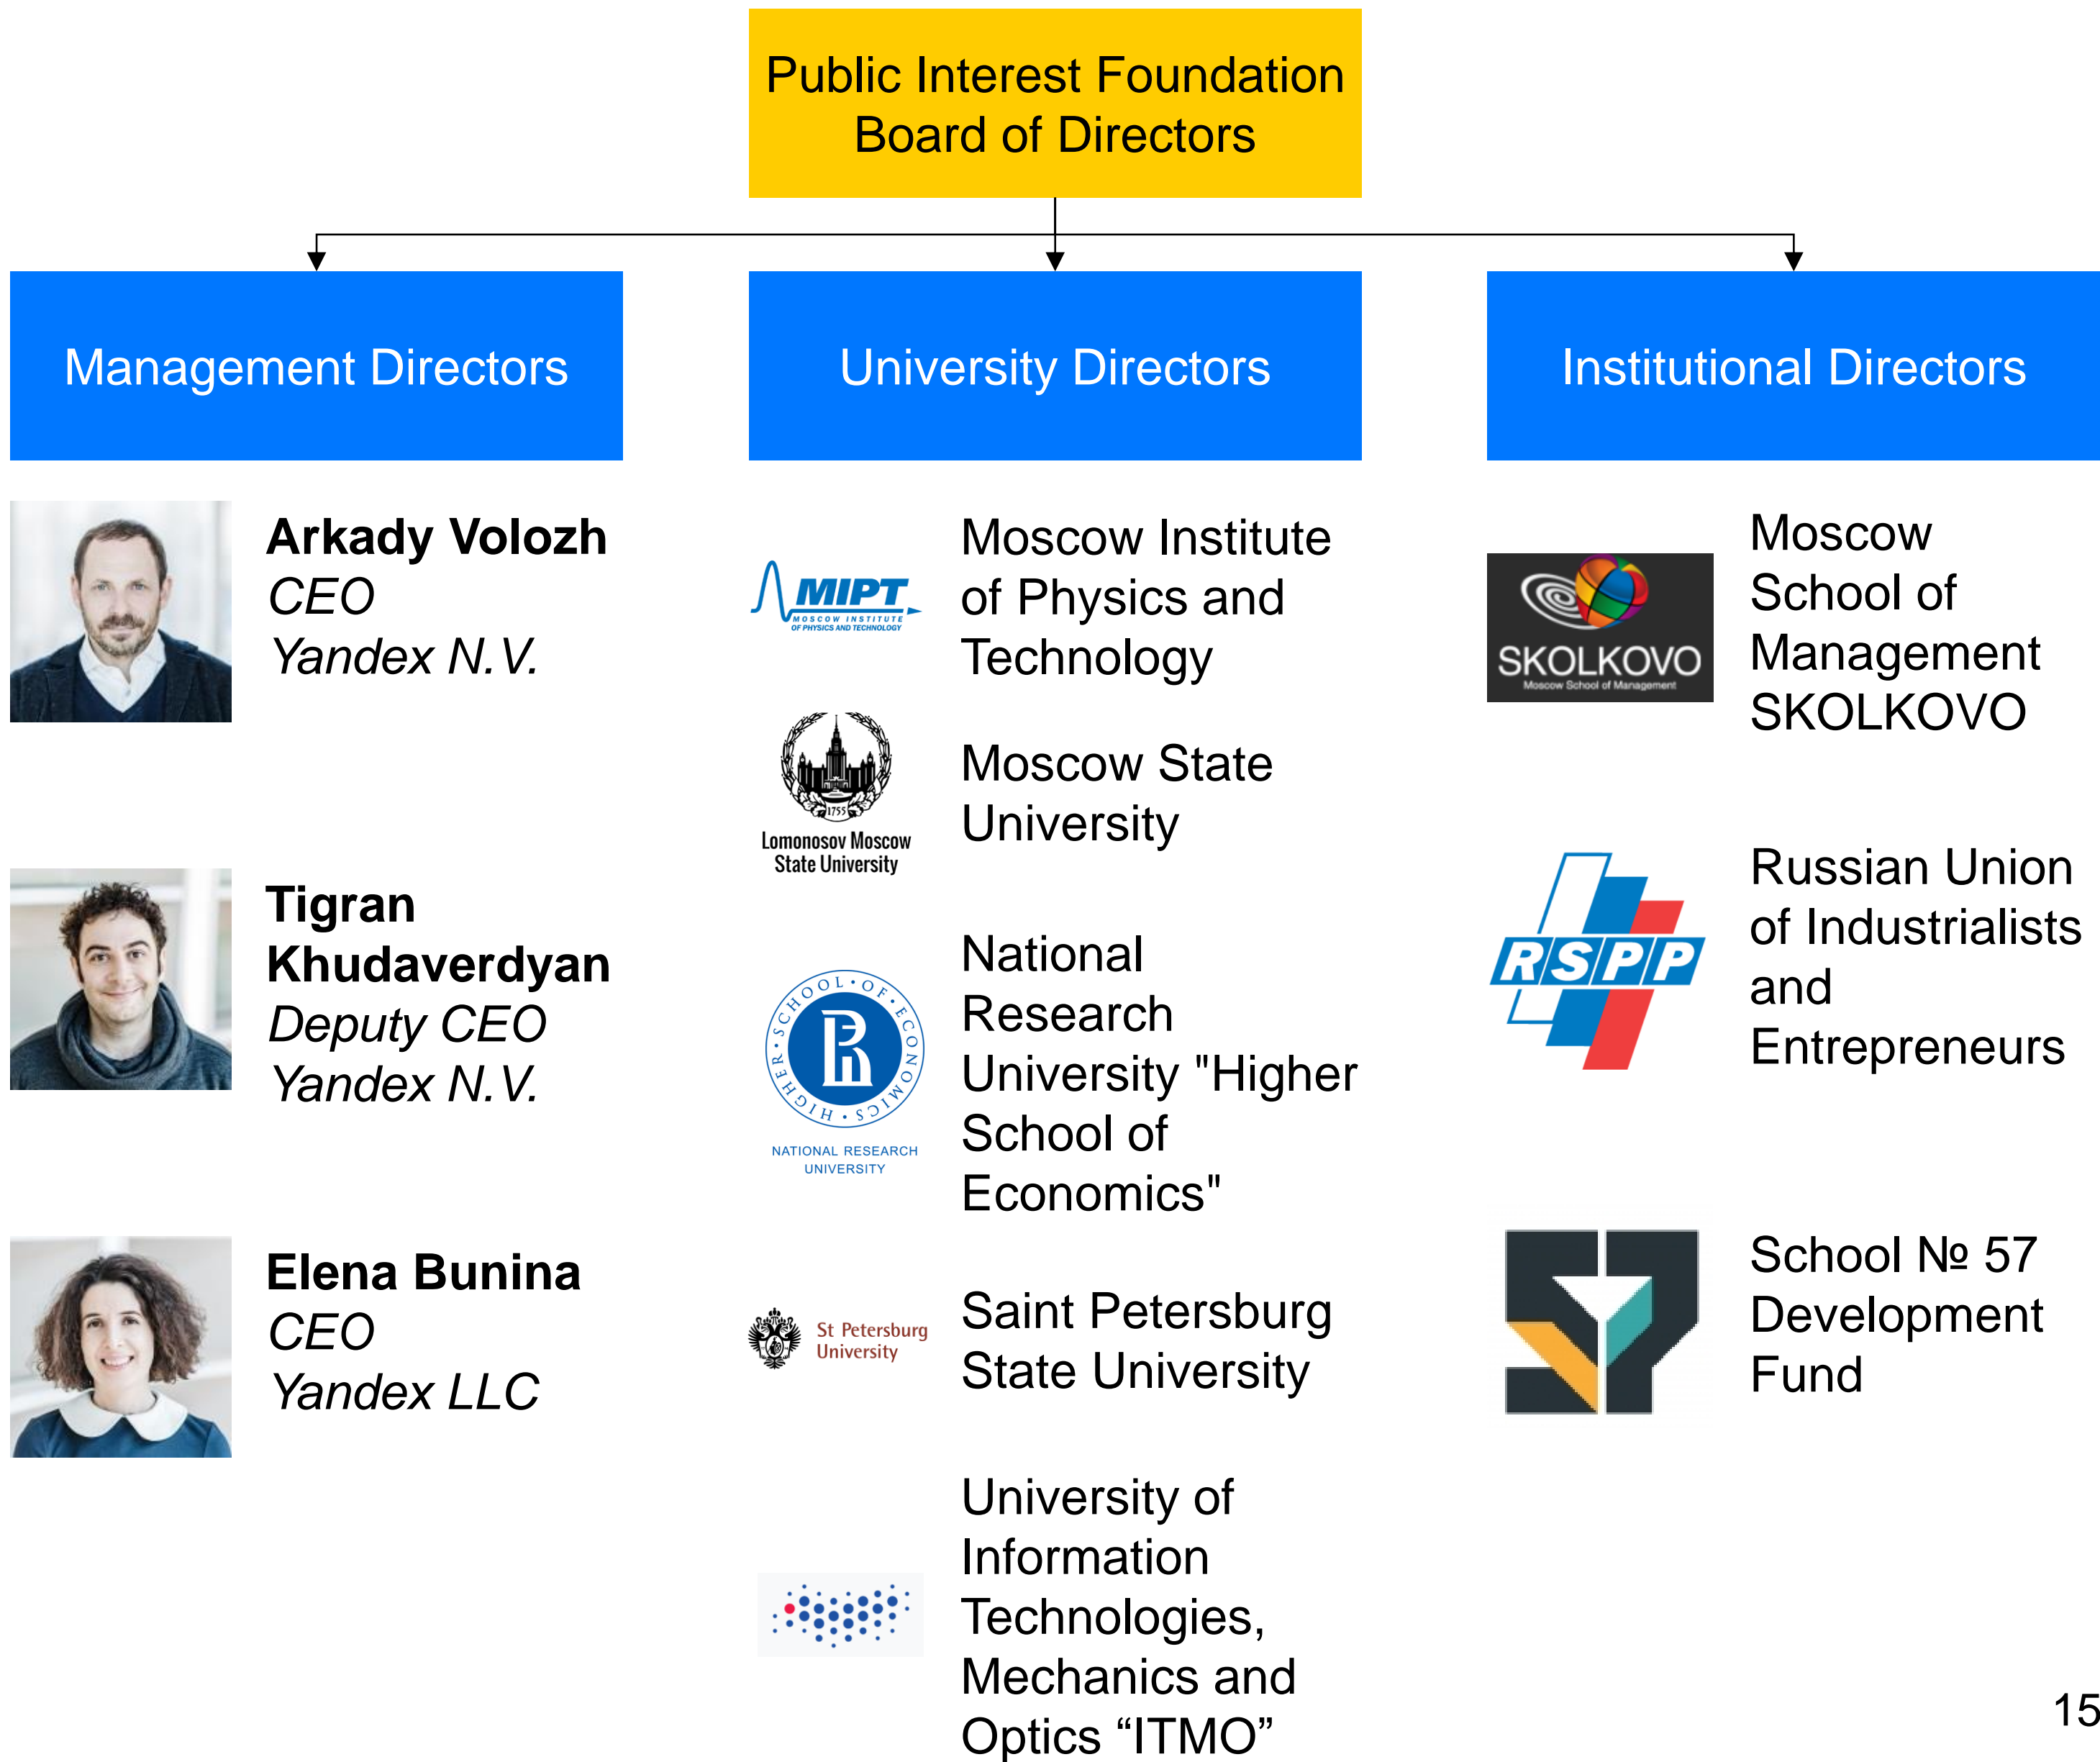 Public Interest Foundation
Board of Directors
Management Directors
University Directors
Institutional Directors
Arkady Volozh
CEO
Yandex N.V.
Tigran
Khudaverdyan
Deputy CEO
Yandex N.V.
Elena Bunina
CEO
Yandex LLC
MIPT
MOSCOW INSTITUTE
OF PHYSICS AND TECHNOLOGY
Moscow Institute
of Physics and
Technology
1755
Lomonosov Moscow
State University
Moscow State
University
HIGHER • SCHOOL • OF • ECONOMICS •
NATIONAL RESEARCH
UNIVERSITY
National
Research
University "Higher
School of
Economics"
St Petersburg
University
Saint Petersburg
State University
University of
Information
Technologies,
Mechanics and
Optics “ITMO”
SKOLKOVO
Moscow School of Management
Moscow
School of
Management
SKOLKOVO
RSPP
Russian Union
of Industrialists
and
Entrepreneurs
School № 57
Development
Fund
15